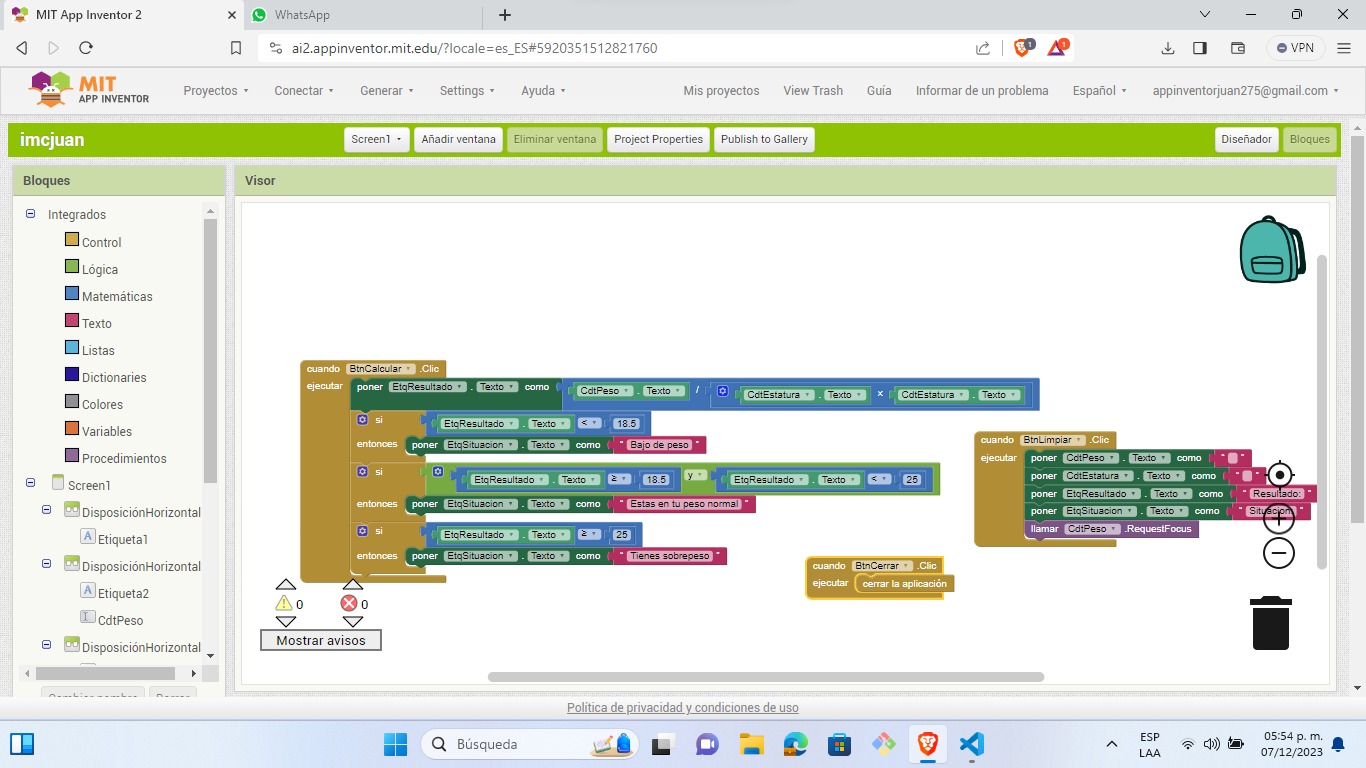 MIT App Inventor 2
WhatsApp
ai2.appinventor.mit.edu/?locale=es_ES#5920351512821760
1
1
VPN
MIT
APP INVENTOR
Proyectos
Conectar
Generar
Settings
Ayuda
Mis proyectos
View Trash
Guía
Informar de un problema
Español
appinventorjuan275@gmail.com
imcjuan
Screen1
Añadir ventana
Eliminar ventana
Project Properties
Publish to Gallery
Diseñador
Bloques
Bloques
Visor
Integrados
Control
Lógica
Matemáticas
Texto
Listas
Dictionaries
Colores
Variables
Procedimientos
Screen1
DisposiciónHorizontal
Etiqueta1
DisposiciónHorizontal
Etiqueta2
CdtPeso
DisposiciónHorizontal
Cambiar nombre
Borrar
cuando BtnCalcular .Clic
ejecutar poner EtqResultado . Texto como CdtPeso . Texto / CdtEstatura . Texto × CdtEstatura . Texto
si EtqResultado . Texto < 18.5
entonces poner EtqSituacion . Texto como " Bajo de peso "
si EtqResultado . Texto ≥ 18.5 y EtqResultado . Texto < 25
entonces poner EtqSituacion . Texto como " Estas en tu peso normal "
si EtqResultado . Texto ≥ 25
entonces poner EtqSituacion . Texto como " Tienes sobrepeso "
cuando BtnLimpiar .Clic
ejecutar poner CdtPeso . Texto como " "
poner CdtEstatura . Texto como " "
poner EtqResultado . Texto como " Resultado: "
poner EtqSituacion . Texto como " Situacion "
llamar CdtPeso .RequestFocus
cuando BtnCerrar .Clic
ejecutar cerrar la aplicación
0
0
Mostrar avisos
Política de privacidad y condiciones de uso
Búsqueda
ESP
LAA
05:54 p. m.
07/12/2023